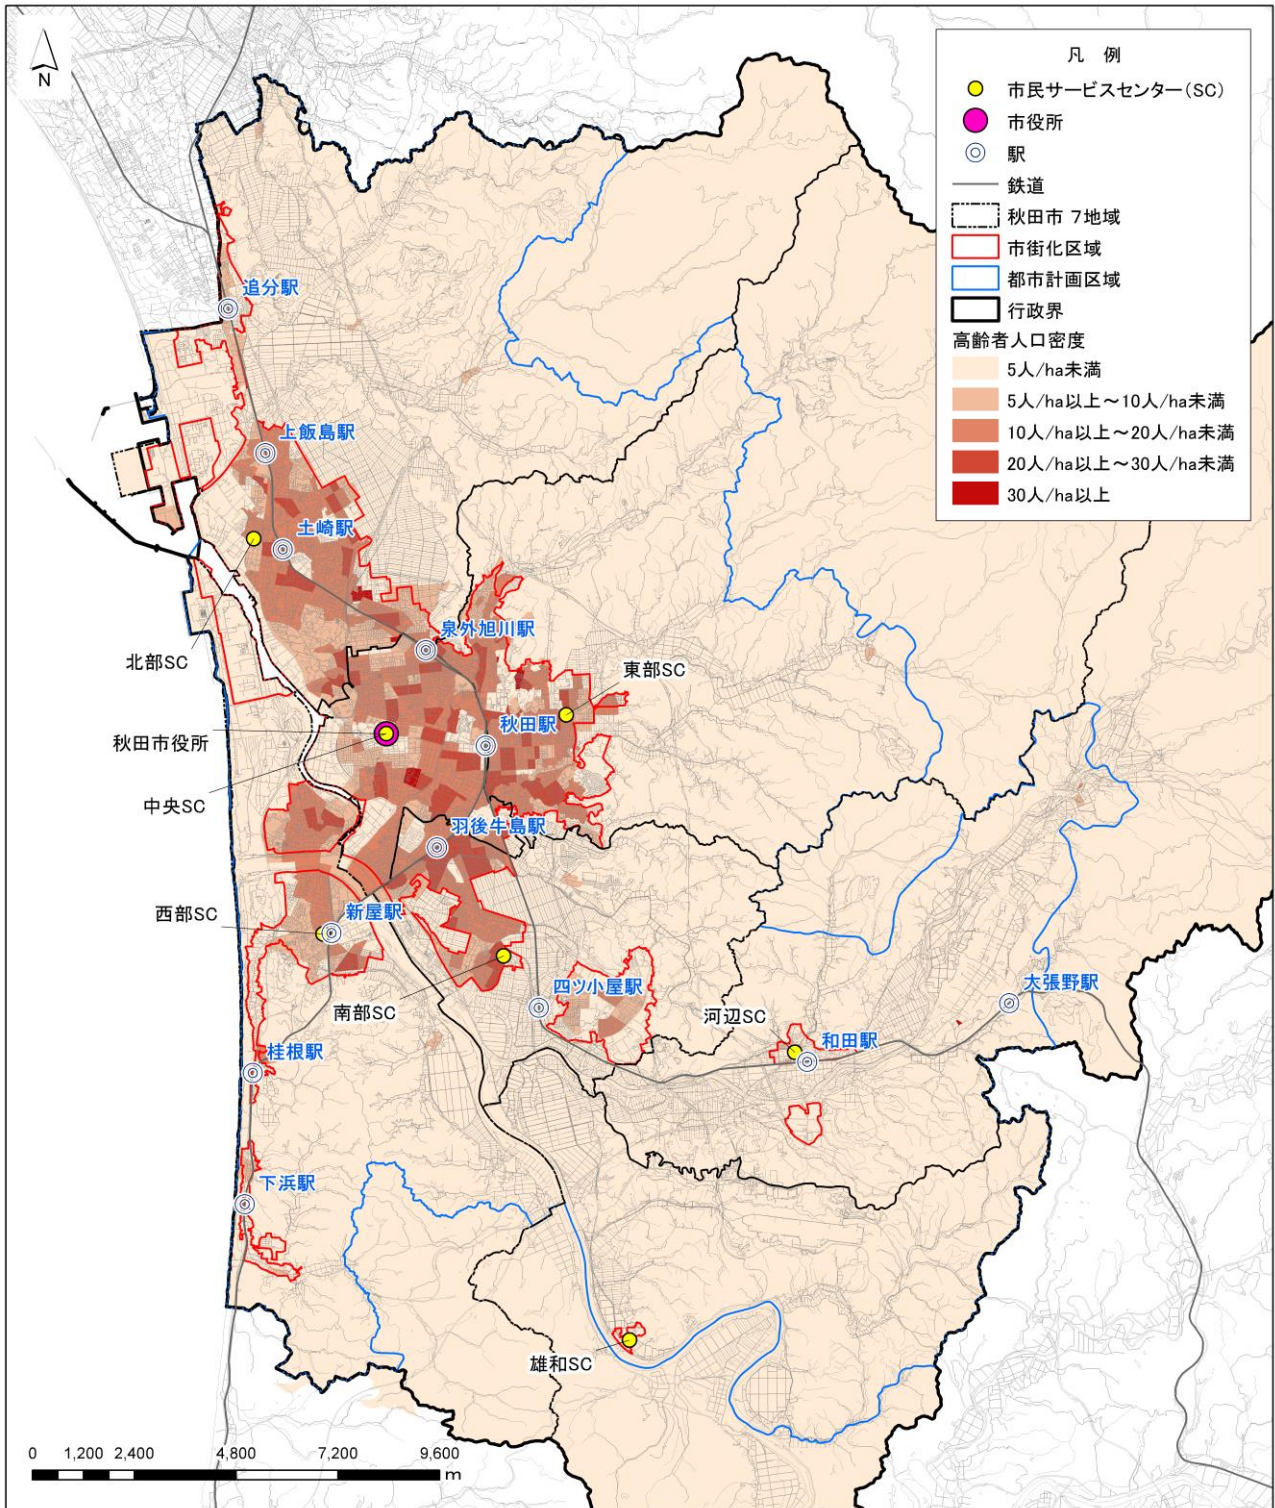 N
凡 例
市民サービスセンター(SC)
市役所
駅
鉄道
秋田市 7地域
市街化区域
都市計画区域
行政界
高齢者人口密度
5人/ha未満
5人/ha以上～10人/ha未満
10人/ha以上～20人/ha未満
20人/ha以上～30人/ha未満
30人/ha以上
追分駅
上飯島駅
土崎駅
泉外旭川駅
北部SC
東部SC
秋田駅
秋田市役所
中央SC
羽後牛島駅
西部SC
新屋駅
南部SC
四ツ小屋駅
大張野駅
河辺SC
和田駅
桂根駅
下浜駅
雄和SC
0 1,200 2,400 4,800 7,200 9,600
m